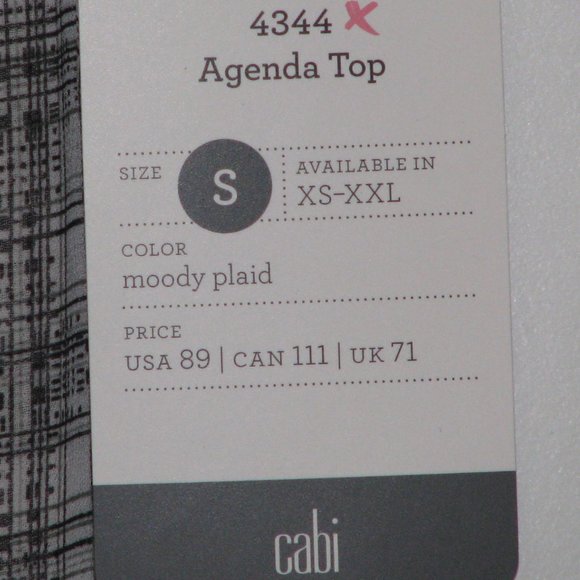 4344 X
Agenda Top
SIZE S
AVAILABLE IN
XS-XXL
COLOR
moody plaid
PRICE
USA 89 | CAN 111 | UK 71
cabi